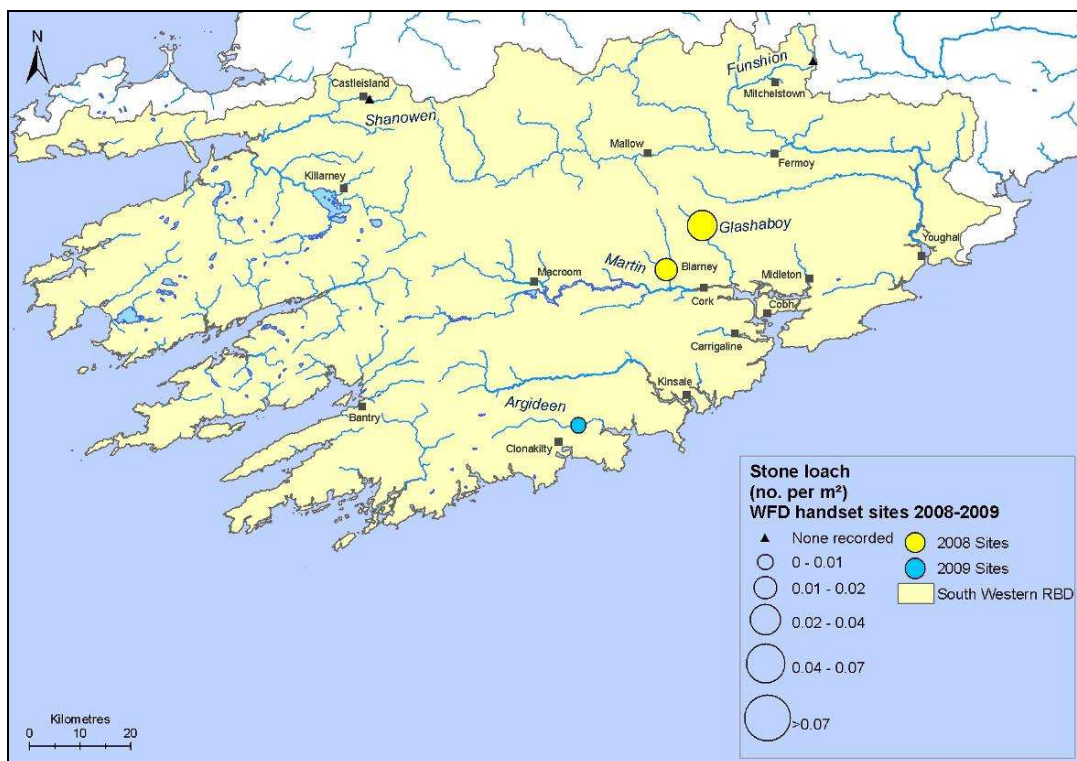 N
Castleisland
Shanowen
Funshion
Mitchelstown
Mallow
Fermoy
Killarney
Glashaboy
Youghal
Martin
Blarney
Macroom
Midleton
Cork
Cobh
Carrigaline
Kinsale
Argideen
Bantry
Clonakilty
Stone loach
(no. per m²)
WFD handset sites 2008-2009
None recorded
0 - 0.01
0.01 - 0.02
0.02 - 0.04
0.04 - 0.07
>0.07
2008 Sites
2009 Sites
South Western RBD
Kilometres
0 5 10 20